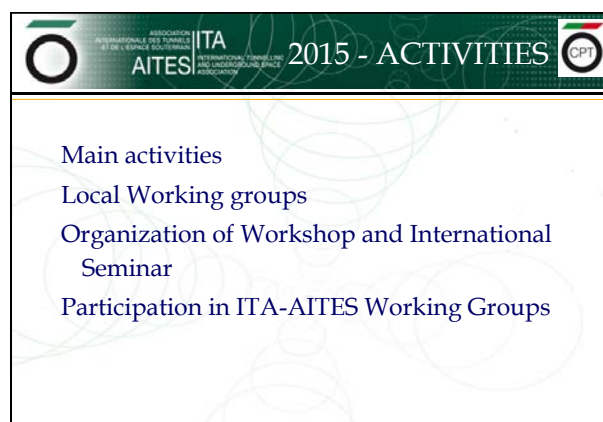 ASSOCIATION
INTERNATIONALE DES TUNNELS
ET DE L'ESPACE SOUTERRAIN
ITA
AITES
INTERNATIONAL TUNNELLING
AND UNDERGROUND SPACE
ASSOCIATION
2015 - ACTIVITIES
CPT
Main activities
Local Working groups
Organization of Workshop and International
Seminar
Participation in ITA-AITES Working Groups